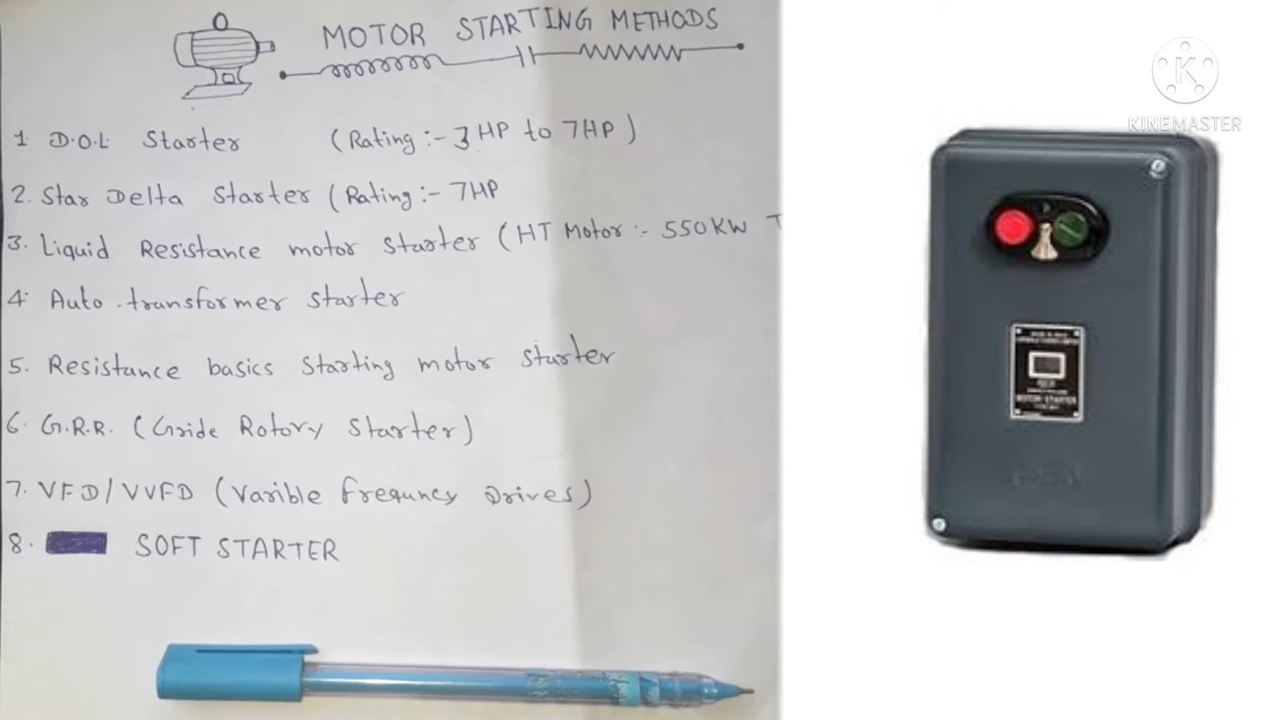 MOTOR STARTING METHODS
1 D.O.L Starter (Rating :- 3 HP to 7HP)
2. Star Delta Starter (Rating :- 7HP
3. Liquid Resistance motor Starter (HT Motor :- 550KW T
4. Auto .transformer starter
5. Resistance basics starting motor starter
6. G.R.R. (Gride Rotory Starter)
7. VFD/VVFD (Varible frequncy Drives)
8. SOFT STARTER
K
KINEMASTER
MOTOR STARTER